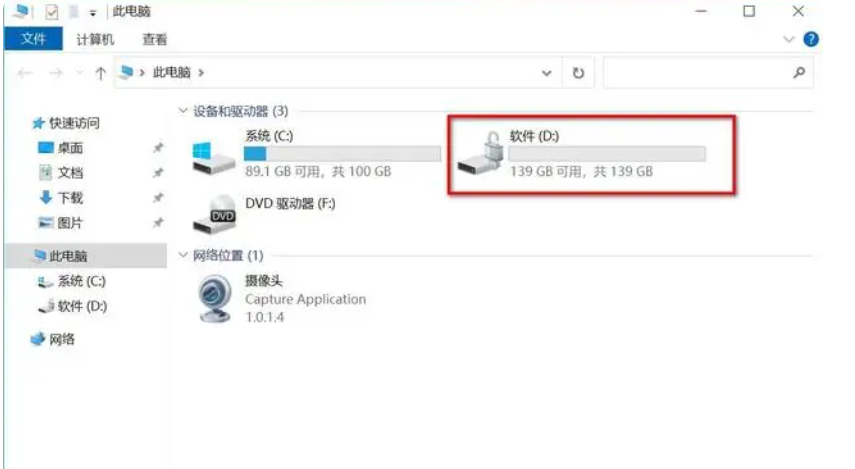 此电脑
文件 计算机 查看
此电脑
快速访问
桌面
文档
下载
图片
此电脑
系统 (C:)
软件 (D:)
网络
设备和驱动器 (3)
系统 (C:)
89.1 GB 可用，共 100 GB
软件 (D:)
139 GB 可用，共 139 GB
DVD
DVD 驱动器 (F:)
网络位置 (1)
摄像头
Capture Application
1.0.1.4